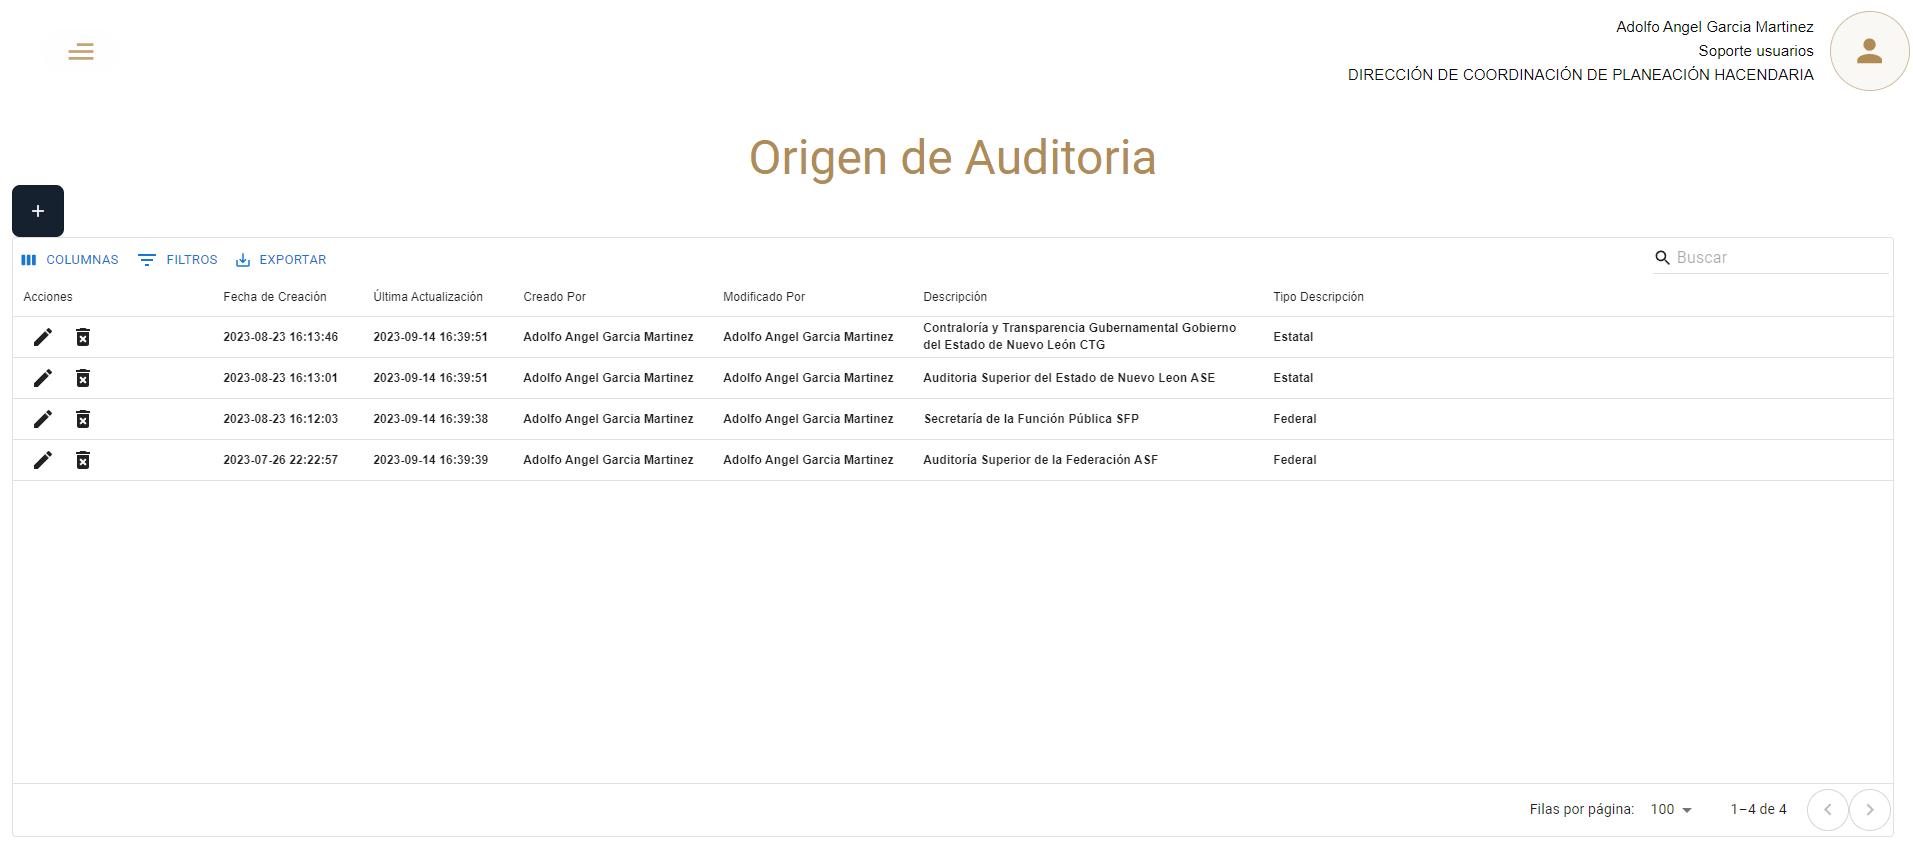 Adolfo Angel Garcia Martinez
Soporte usuarios
DIRECCIÓN DE COORDINACIÓN DE PLANEACIÓN HACENDARIA
Origen de Auditoria
+
COLUMNAS FILTROS EXPORTAR Buscar
Acciones Fecha de Creación Última Actualización Creado Por Modificado Por Descripción Tipo Descripción
2023-08-23 16:13:46 2023-09-14 16:39:51 Adolfo Angel Garcia Martinez Adolfo Angel Garcia Martinez Contraloría y Transparencia Gubernamental Gobierno Estatal
del Estado de Nuevo León CTG
2023-08-23 16:13:01 2023-09-14 16:39:51 Adolfo Angel Garcia Martinez Adolfo Angel Garcia Martinez Auditoria Superior del Estado de Nuevo Leon ASE Estatal
2023-08-23 16:12:03 2023-09-14 16:39:38 Adolfo Angel Garcia Martinez Adolfo Angel Garcia Martinez Secretaría de la Función Pública SFP Federal
2023-07-26 22:22:57 2023-09-14 16:39:39 Adolfo Angel Garcia Martinez Adolfo Angel Garcia Martinez Auditoría Superior de la Federación ASF Federal
Filas por página: 100 1–4 de 4